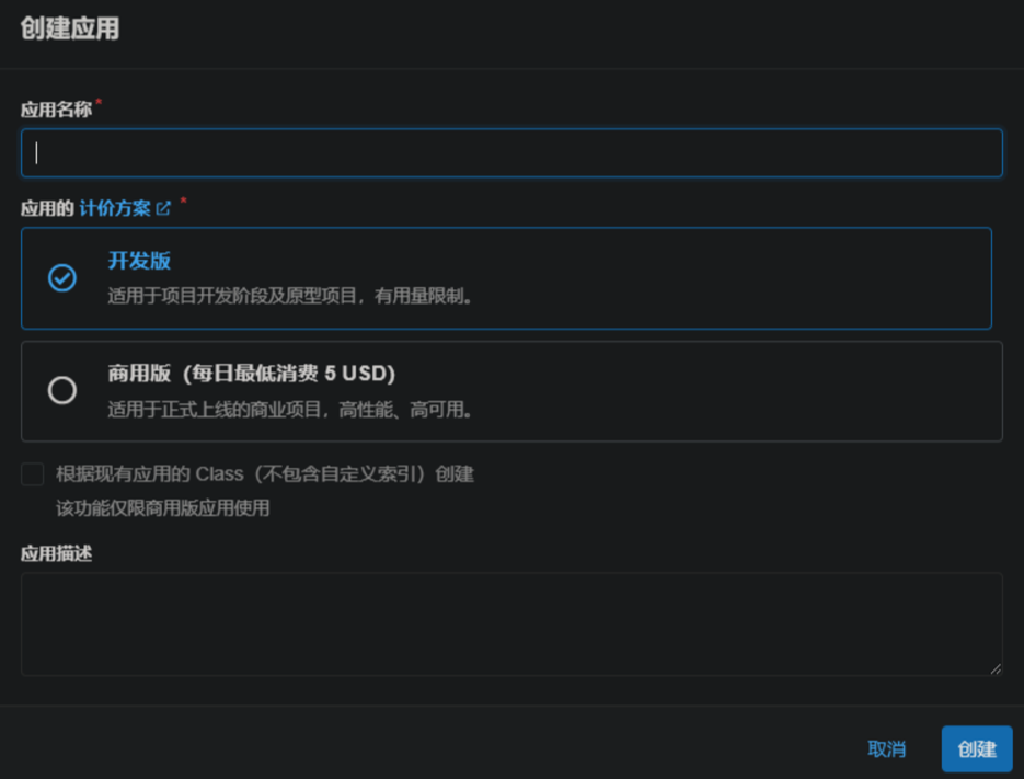 创建应用
应用名称*
应用的 计价方案 *
开发版
适用于项目开发阶段及原型项目，有用量限制。
商用版（每日最低消费 5 USD）
适用于正式上线的商业项目，高性能、高可用。
根据现有应用的 Class（不包含自定义索引）创建
该功能仅限商用版应用使用
应用描述
取消 创建